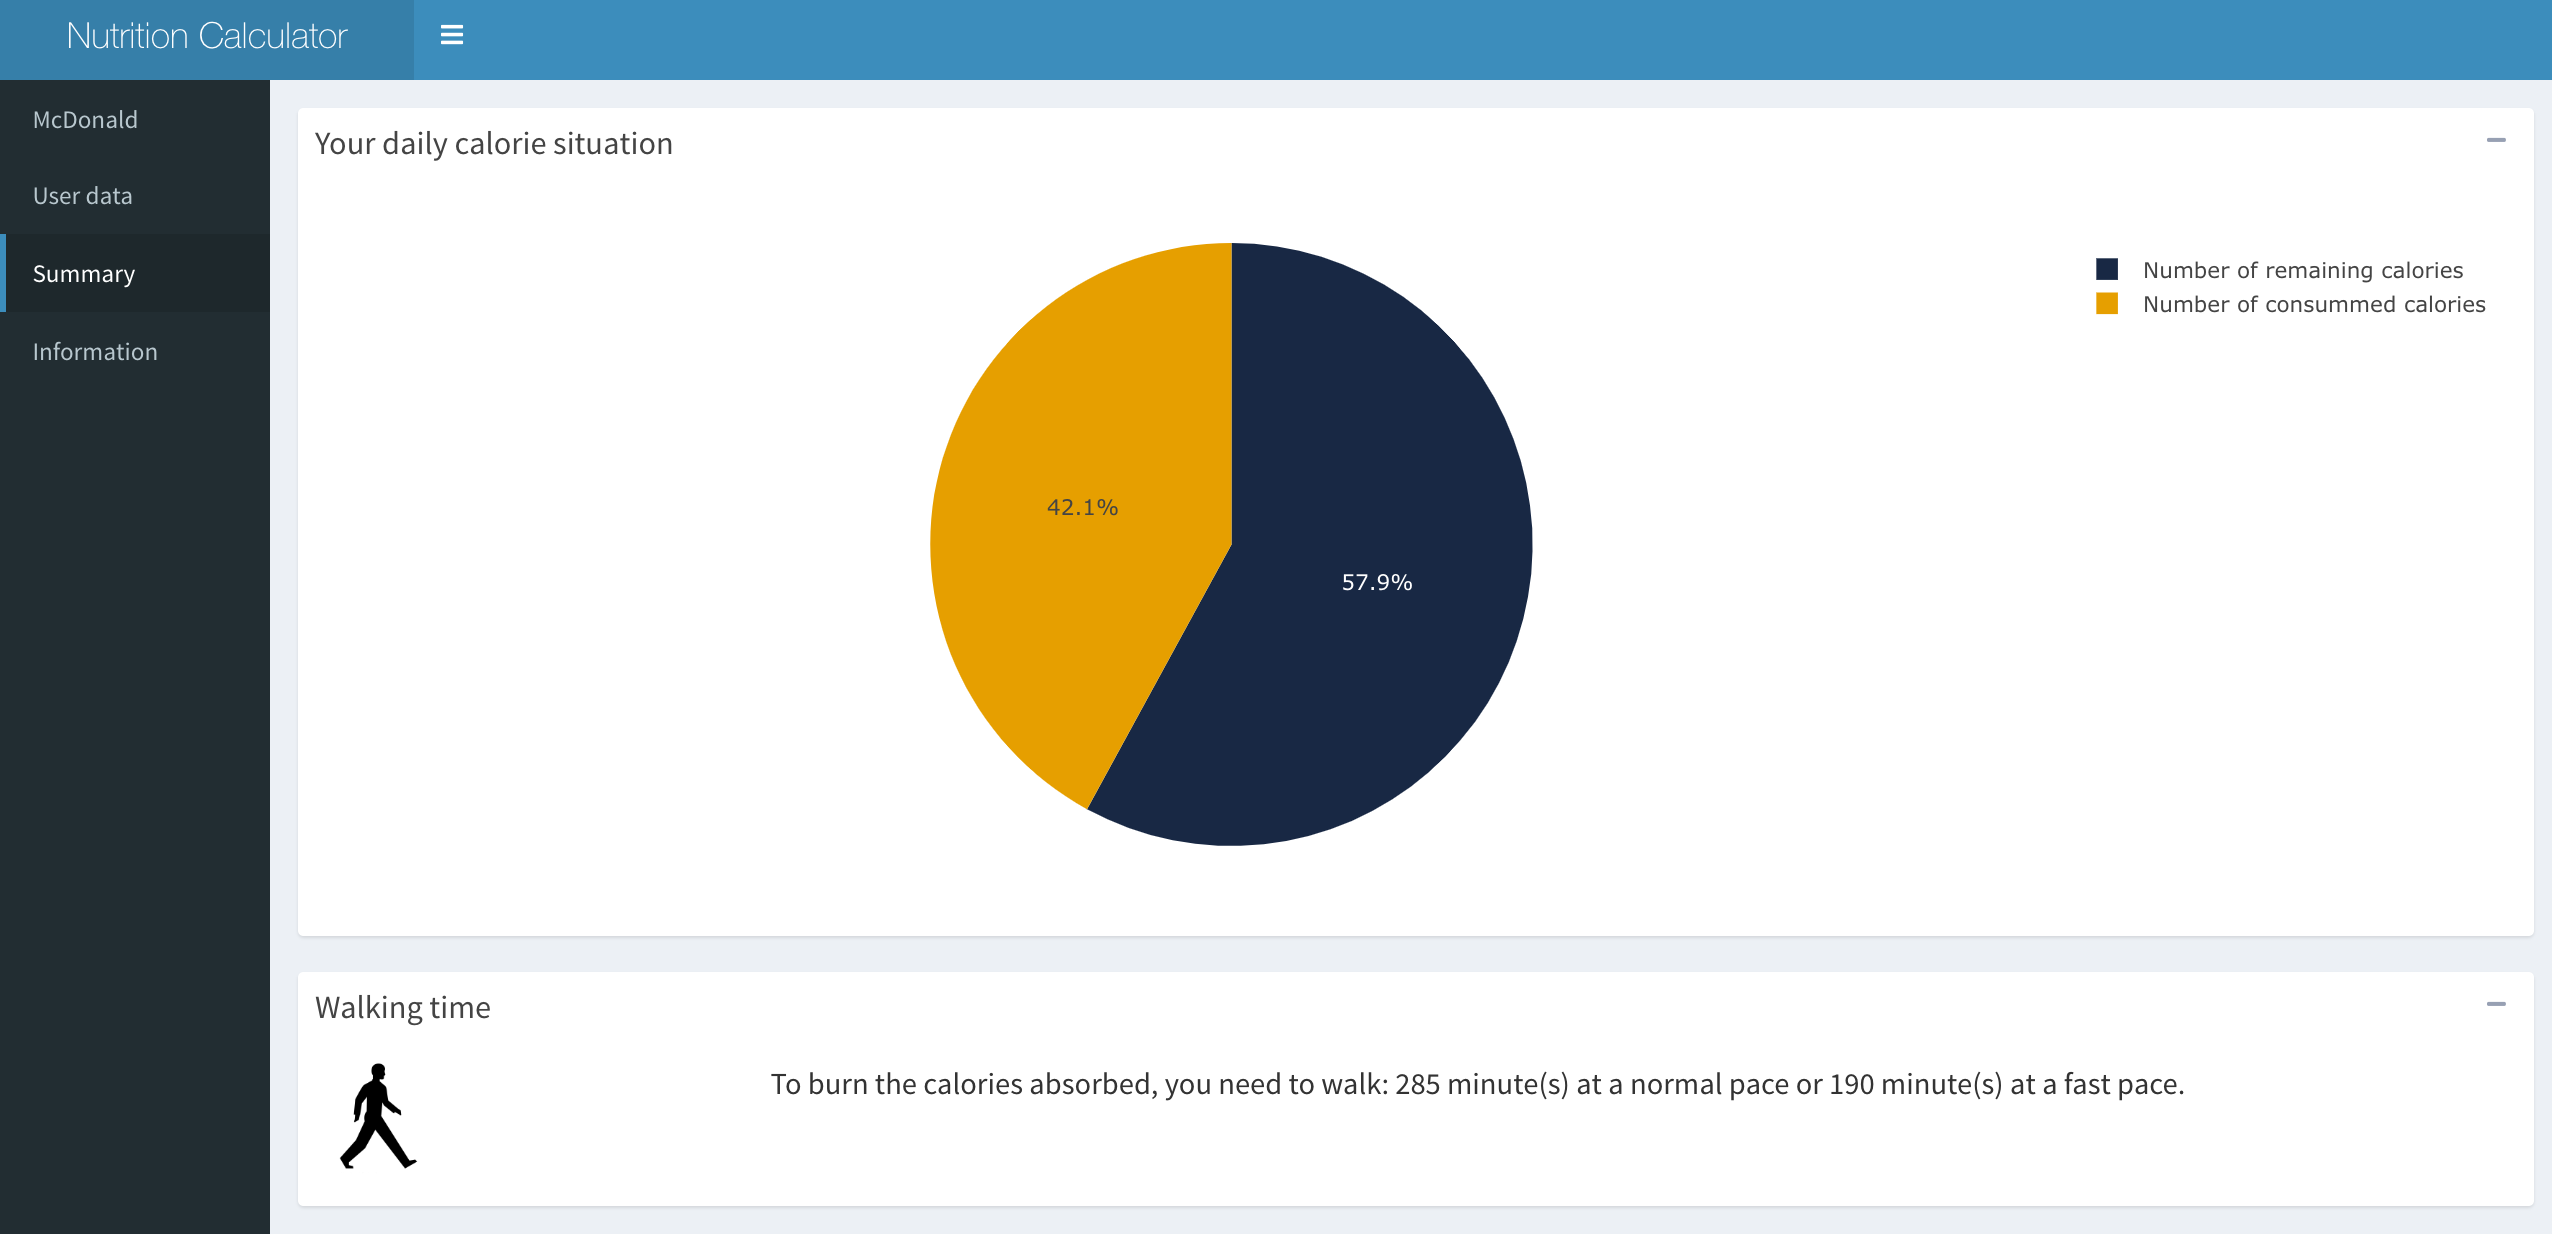 Nutrition Calculator
McDonald
User data
Summary
Information
Your daily calorie situation
Number of remaining calories
Number of consummed calories
42.1%
57.9%
Walking time
To burn the calories absorbed, you need to walk: 285 minute(s) at a normal pace or 190 minute(s) at a fast pace.